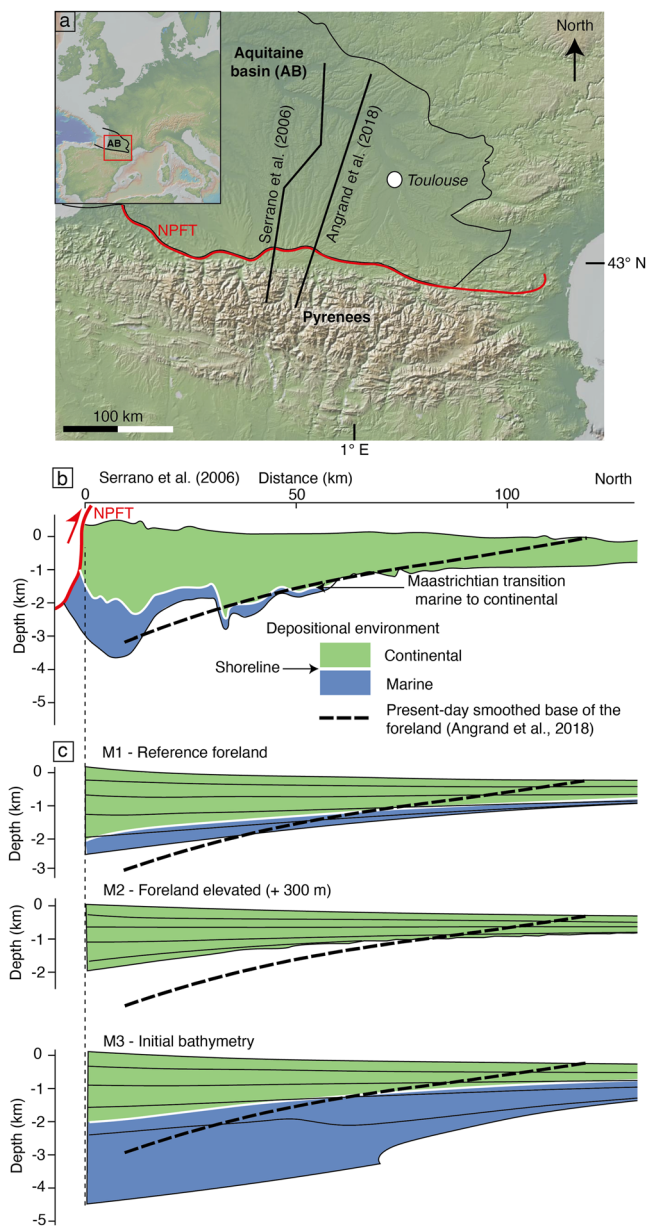 a
North
Aquitaine
basin (AB)
AB
Serrano et al. (2006)
Angrand et al. (2018)
Toulouse
NPFT
43° N
Pyrenees
100 km
1° E
b
Serrano et al. (2006)
Distance (km)
North
0
50
100
NPFT
0
-1
-2
-3
-4
-5
Depth (km)
Maastrichtian transition
marine to continental
Depositional environment
Shoreline
Continental
Marine
Present-day smoothed base of the
foreland (Angrand et al., 2018)
c
M1 - Reference foreland
0
-1
-2
-3
Depth (km)
M2 - Foreland elevated (+ 300 m)
0
-1
-2
Depth (km)
M3 - Initial bathymetry
0
-1
-2
-3
-4
-5
Depth (km)